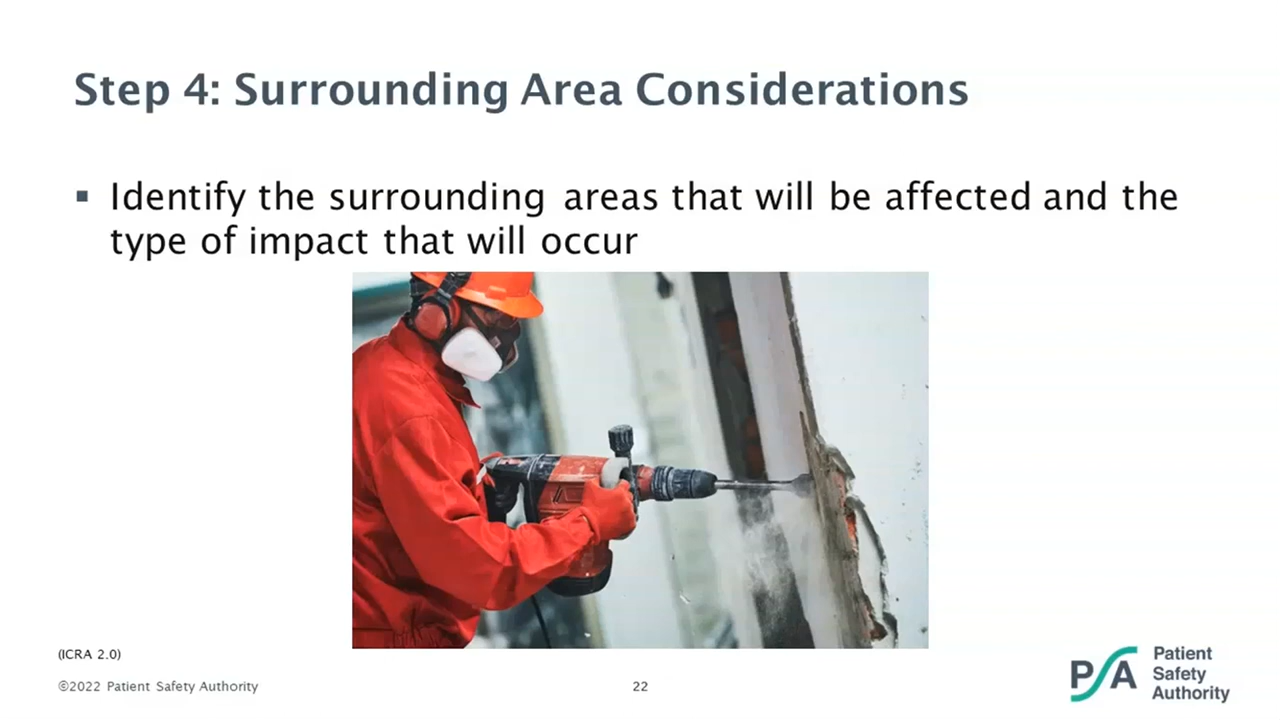 Step 4: Surrounding Area Considerations
▪ Identify the surrounding areas that will be affected and the
type of impact that will occur
(ICRA 2.0)
©2022 Patient Safety Authority
22
PSA
Patient
Safety
Authority